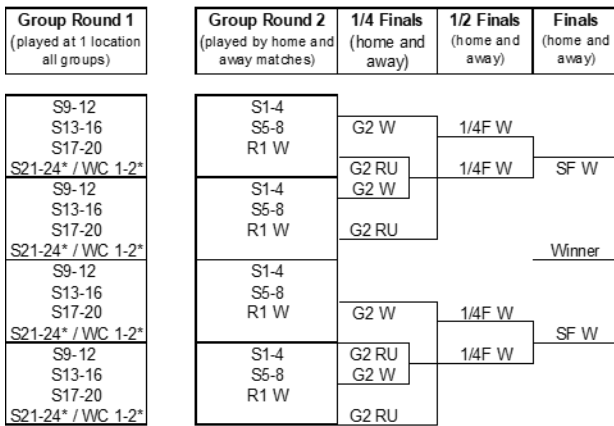 Group Round 1
(played at 1 location
all groups)
Group Round 2
(played by home and
away matches)
1/4 Finals
(home and
away)
1/2 Finals
(home and
away)
Finals
(home and
away)
S9-12
S13-16
S17-20
S21-24* / WC 1-2*
S9-12
S13-16
S17-20
S21-24* / WC 1-2*
S9-12
S13-16
S17-20
S21-24* / WC 1-2*
S9-12
S13-16
S17-20
S21-24* / WC 1-2*
S1-4
S5-8
R1 W
S1-4
S5-8
R1 W
S1-4
S5-8
R1 W
S1-4
S5-8
R1 W
G2 W
G2 RU
G2 W
G2 RU
G2 W
G2 RU
G2 W
G2 RU
1/4F W
1/4F W
1/4F W
1/4F W
SF W
Winner
SF W